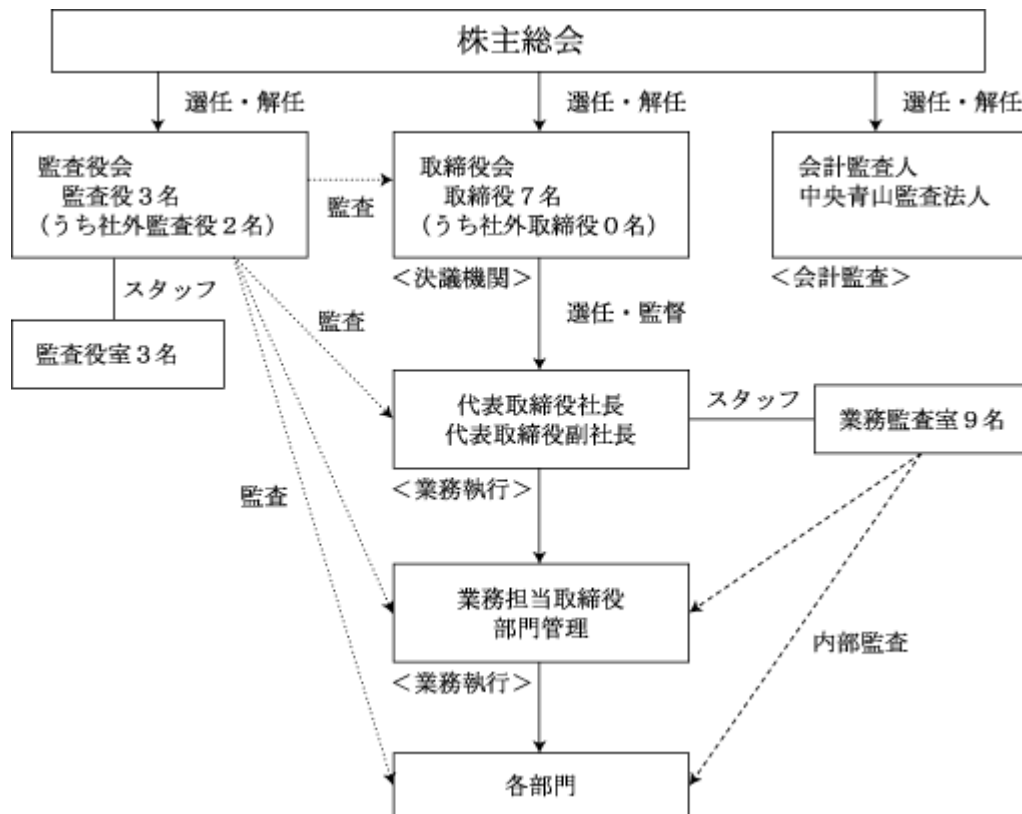 株主総会
選任・解任
選任・解任
選任・解任
監査役会
監査役3名
(うち社外監査役2名)
監査
取締役会
取締役7名
(うち社外取締役0名)
会計監査人
中央青山監査法人
<決議機関>
<会計監査>
スタッフ
監査役室3名
監査
選任・監督
代表取締役社長
代表取締役副社長
スタッフ
業務監査室9名
<業務執行>
監査
業務担当取締役
部門管理
内部監査
<業務執行>
各部門